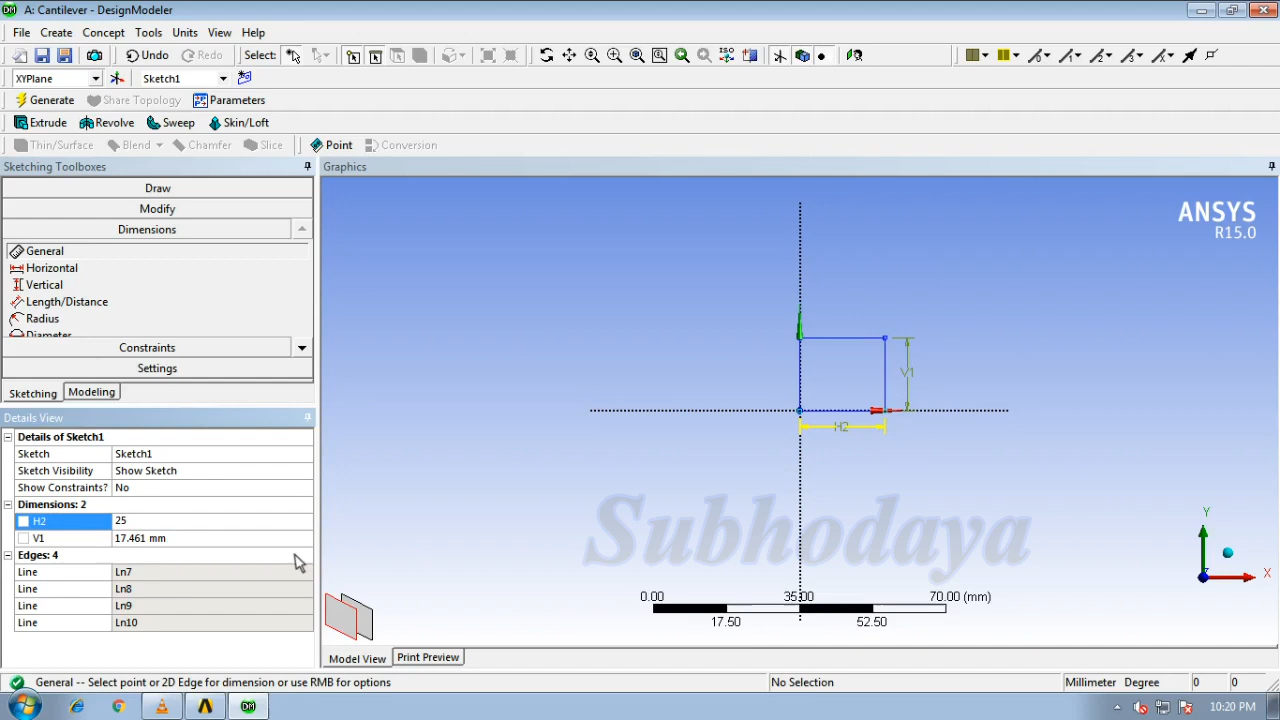 A: Cantilever - DesignModeler
File Create Concept Tools Units View Help
Undo Redo Select:
XYPlane Sketch1
Generate Share Topology Parameters
Extrude Revolve Sweep Skin/Loft
Thin/Surface Blend Chamfer Slice Point Conversion
Sketching Toolboxes
Draw
Modify
Dimensions
General
Horizontal
Vertical
Length/Distance
Radius
Diameter
Constraints
Settings
Sketching Modeling
Details View
Details of Sketch1
Sketch Sketch1
Sketch Visibility Show Sketch
Show Constraints? No
Dimensions: 2
H2 25
V1 17.461 mm
Edges: 4
Line Ln7
Line Ln8
Line Ln9
Line Ln10
Graphics
ANSYS
R15.0
V1
H2
Subhodaya
Y
X
Z
0.00 35.00 70.00 (mm)
17.50 52.50
Model View Print Preview
General -- Select point or 2D Edge for dimension or use RMB for options No Selection Millimeter Degree 0 0
10:20 PM